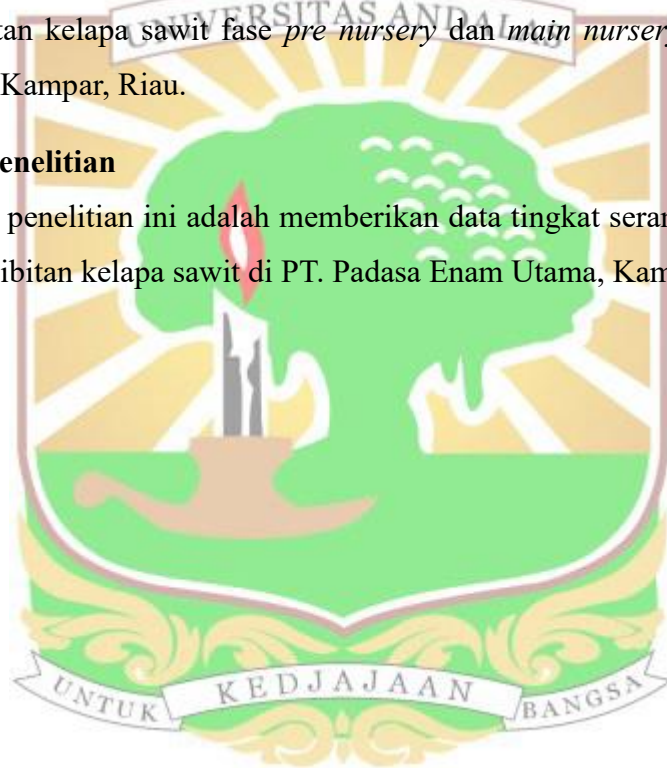 UNIVERSITAS ANDALAS
tan kelapa sawit fase pre nursery dan main nursery
Kampar, Riau.
enelitian
penelitian ini adalah memberikan data tingkat seran
ibitan kelapa sawit di PT. Padasa Enam Utama, Kam
UNTUK KEDJAJAAN BANGSA